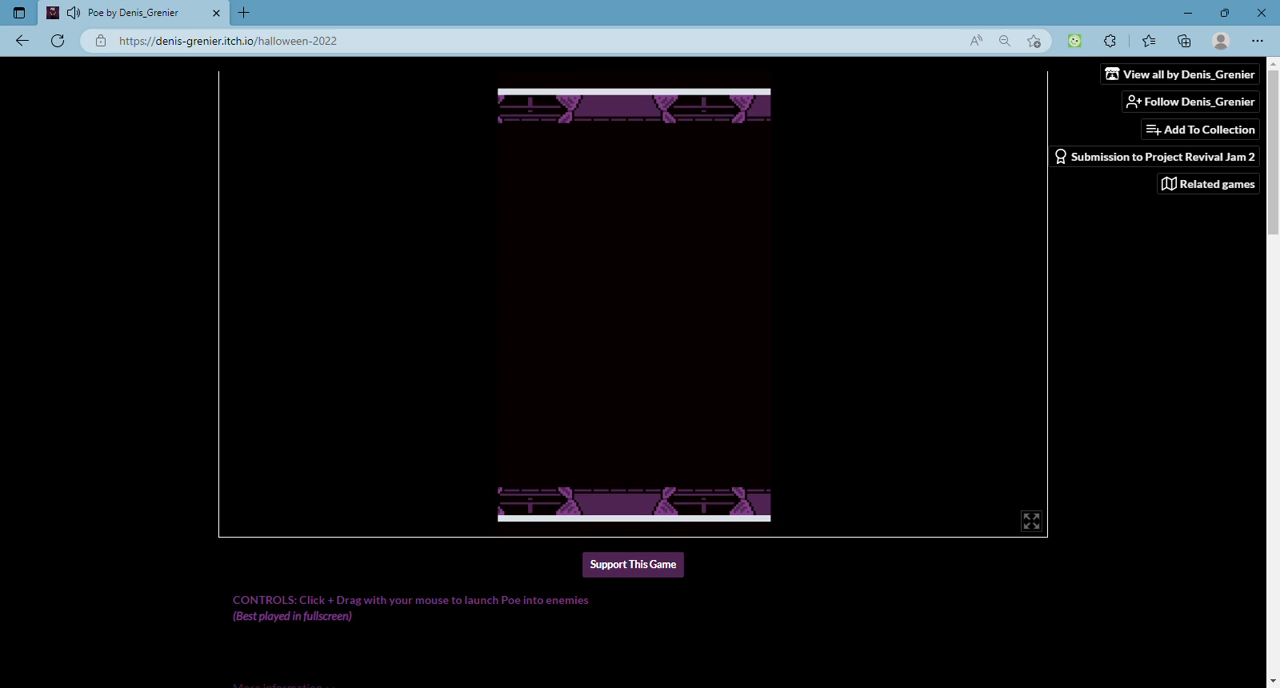 Poe by Denis_Grenier
https://denis-grenier.itch.io/halloween-2022
View all by Denis_Grenier
Follow Denis_Grenier
Add To Collection
Submission to Project Revival Jam 2
Related games
Support This Game
CONTROLS: Click + Drag with your mouse to launch Poe into enemies
(Best played in fullscreen)
More information